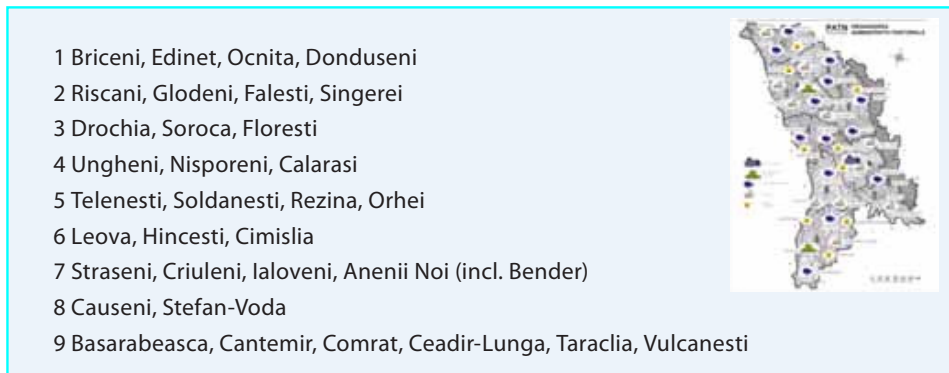 1 Briceni, Edinet, Ocnita, Donduseni
2 Riscani, Glodeni, Falesti, Singerei
3 Drochia, Soroca, Floresti
4 Ungheni, Nisporeni, Calarasi
5 Telenesti, Soldanesti, Rezina, Orhei
6 Leova, Hincesti, Cimislia
7 Straseni, Criuleni, Ialoveni, Anenii Noi (incl. Bender)
8 Causeni, Stefan-Voda
9 Basarabeasca, Cantemir, Comrat, Ceadir-Lunga, Taraclia, Vulcanesti
PATN